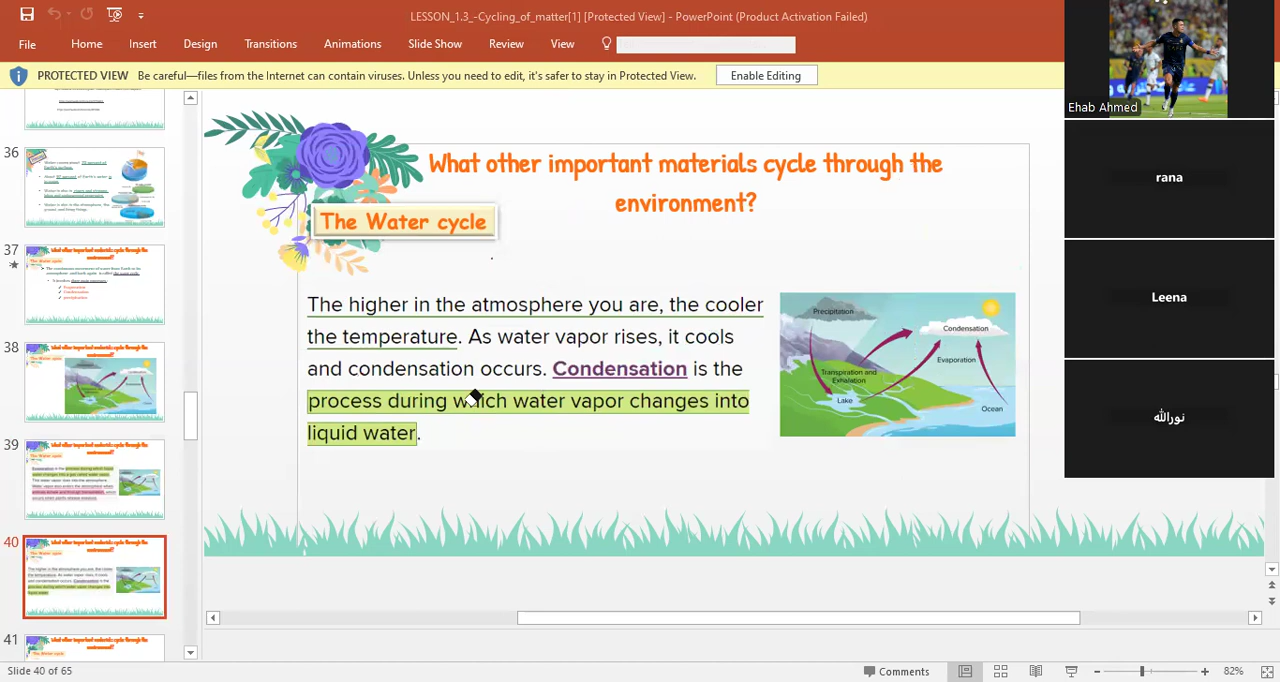 LESSON_1.3_-Cycling_of_matter[1] [Protected View] - PowerPoint (Product Activation Failed)
File Home Insert Design Transitions Animations Slide Show Review View
PROTECTED VIEW Be careful—files from the Internet can contain viruses. Unless you need to edit, it's safer to stay in Protected View. Enable Editing
What other important materials cycle through the
environment?
The Water cycle
The higher in the atmosphere you are, the cooler
the temperature. As water vapor rises, it cools
and condensation occurs. Condensation is the
process during which water vapor changes into
liquid water.
Precipitation
Condensation
Evaporation
Transpiration and
Exhalation
Lake
Ocean
36
37
38
39
40
41
Ehab Ahmed
rana
Leena
نورالله
Slide 40 of 65
Comments
82%